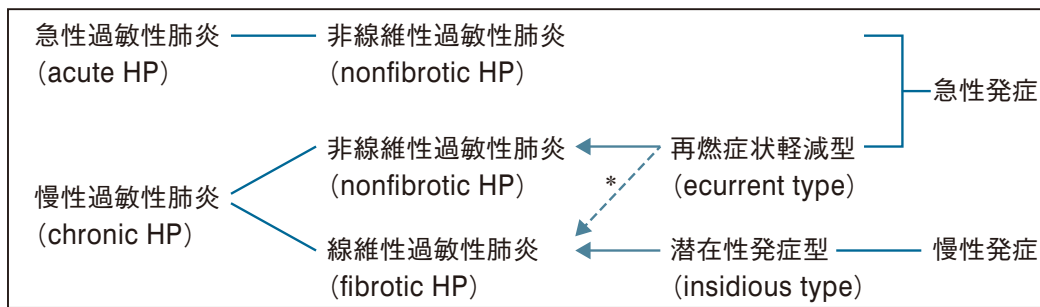 急性過敏性肺炎 非線維性過敏性肺炎
(acute HP) (nonfibrotic HP)
急性発症
非線維性過敏性肺炎 再燃症状軽減型
(nonfibrotic HP) * (ecurrent type)
慢性過敏性肺炎
(chronic HP)
線維性過敏性肺炎 潜在性発症型 慢性発症
(fibrotic HP) (insidious type)